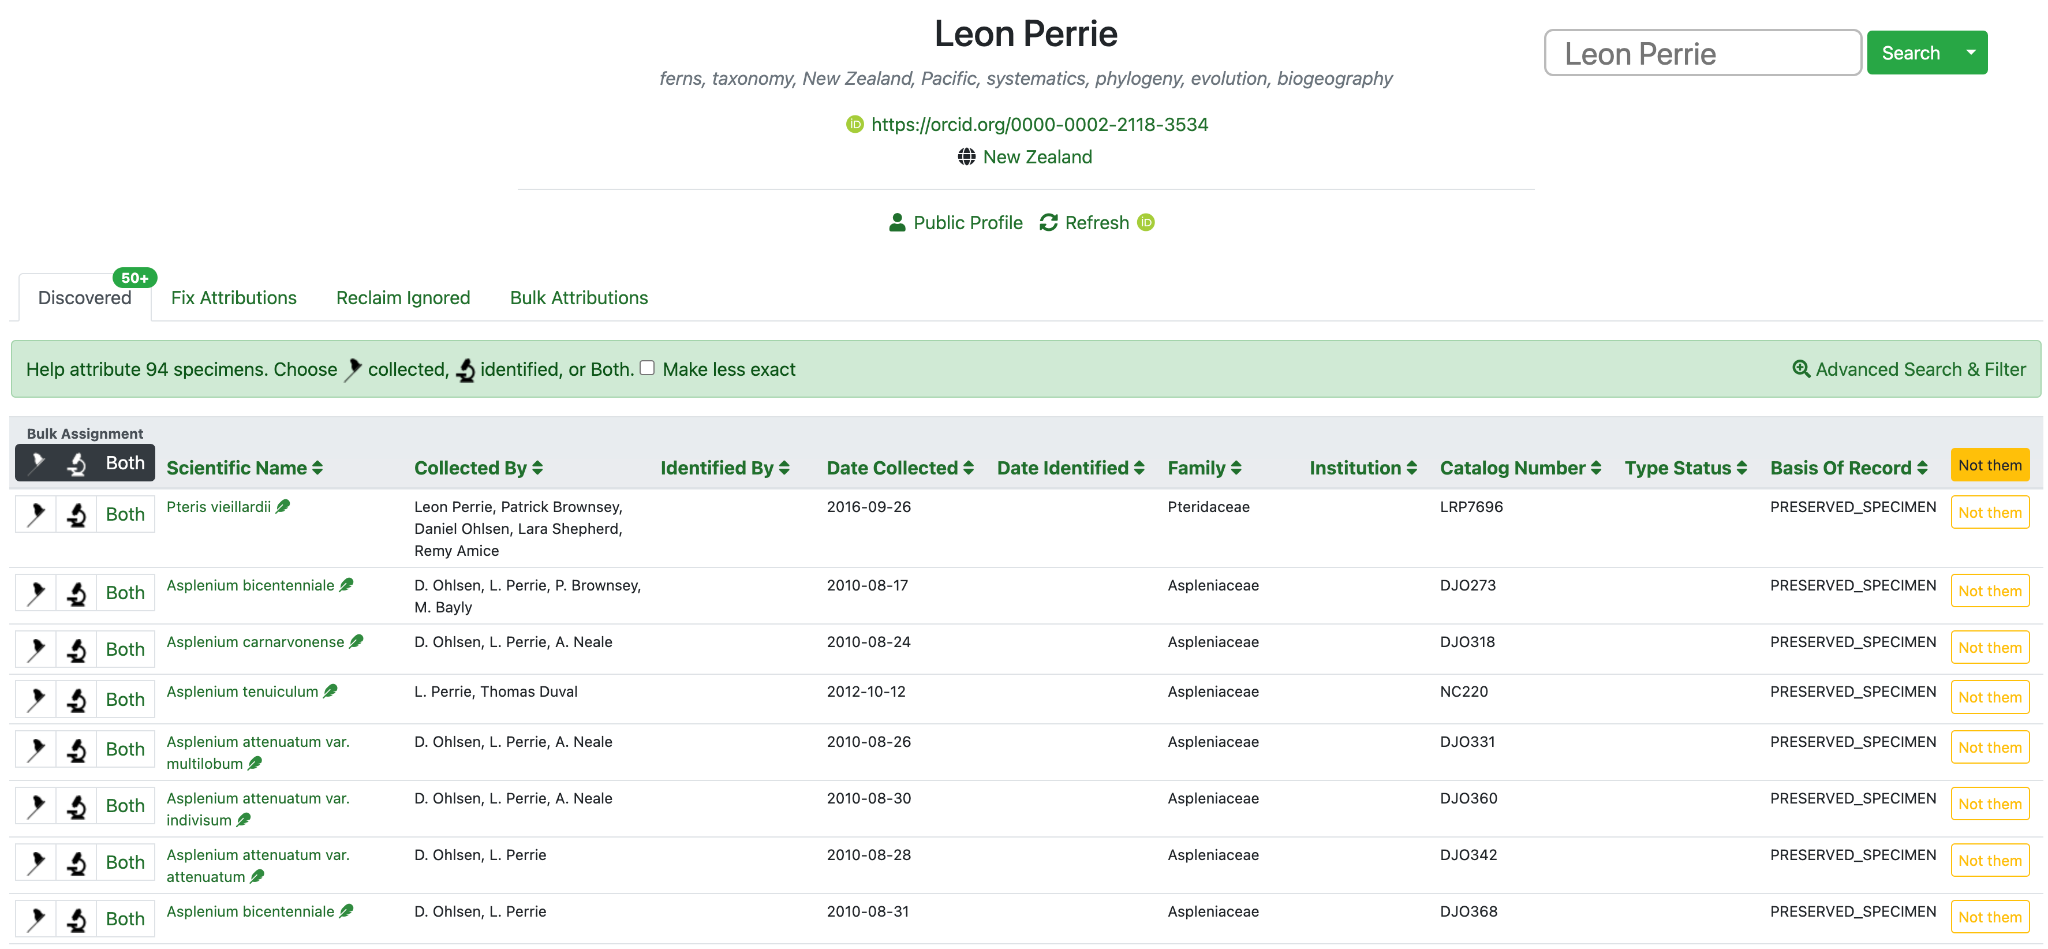 Leon Perrie
Leon Perrie
Search
ferns, taxonomy, New Zealand, Pacific, systematics, phylogeny, evolution, biogeography
iD https://orcid.org/0000-0002-2118-3534
New Zealand
Public Profile Refresh iD
Discovered 50+ Fix Attributions Reclaim Ignored Bulk Attributions
Help attribute 94 specimens. Choose collected, identified, or Both. Make less exact Advanced Search & Filter
Bulk Assignment
Both Scientific Name Collected By Identified By Date Collected Date Identified Family Institution Catalog Number Type Status Basis Of Record Not them
Both Pteris vieillardii Leon Perrie, Patrick Brownsey, 2016-09-26 Pteridaceae LRP7696 PRESERVED_SPECIMEN Not them
Daniel Ohlsen, Lara Shepherd,
Remy Amice
Both Asplenium bicentenniale D. Ohlsen, L. Perrie, P. Brownsey, 2010-08-17 Aspleniaceae DJO273 PRESERVED_SPECIMEN Not them
M. Bayly
Both Asplenium carnarvonense D. Ohlsen, L. Perrie, A. Neale 2010-08-24 Aspleniaceae DJO318 PRESERVED_SPECIMEN Not them
Both Asplenium tenuiculum L. Perrie, Thomas Duval 2012-10-12 Aspleniaceae NC220 PRESERVED_SPECIMEN Not them
Both Asplenium attenuatum var. D. Ohlsen, L. Perrie, A. Neale 2010-08-26 Aspleniaceae DJO331 PRESERVED_SPECIMEN Not them
multilobum
Both Asplenium attenuatum var. D. Ohlsen, L. Perrie, A. Neale 2010-08-30 Aspleniaceae DJO360 PRESERVED_SPECIMEN Not them
indivisum
Both Asplenium attenuatum var. D. Ohlsen, L. Perrie 2010-08-28 Aspleniaceae DJO342 PRESERVED_SPECIMEN Not them
attenuatum
Both Asplenium bicentenniale D. Ohlsen, L. Perrie 2010-08-31 Aspleniaceae DJO368 PRESERVED_SPECIMEN Not them